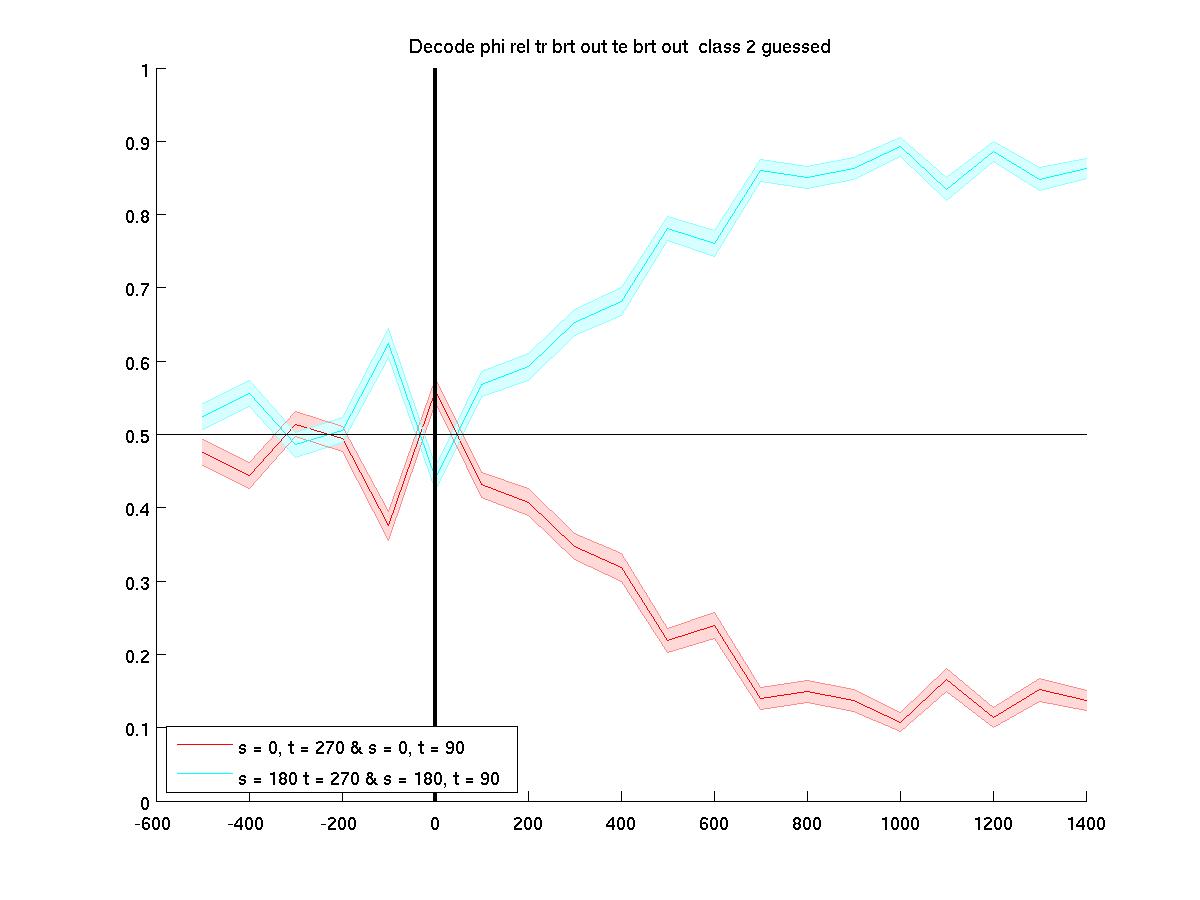 Decode phi rel tr brt out te brt out  class 2 guessed
1
0.9
0.8
0.7
0.6
0.5
0.4
0.3
0.2
0.1
0
s = 0, t = 270 & s = 0, t = 90
s = 180 t = 270 & s = 180, t = 90
-600 -400 -200 0 200 400 600 800 1000 1200 1400